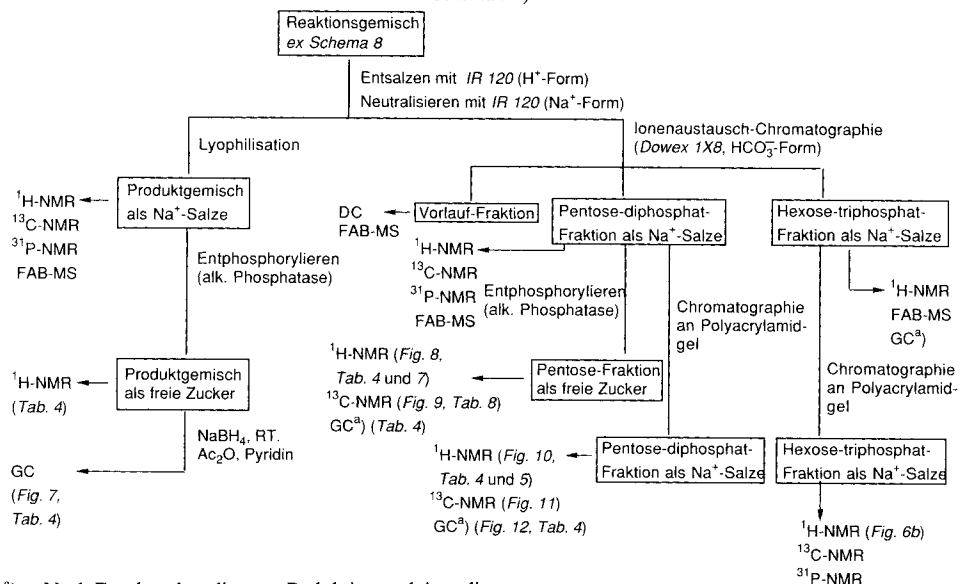 Reaktionsgemisch
ex Schema 8
Entsalzen mit IR 120 (H⁺-Form)
Neutralisieren mit IR 120 (Na⁺-Form)
Lyophilisation
Ionenaustausch-Chromatographie
(Dowex 1X8, HCO₃⁻-Form)
¹H-NMR
¹³C-NMR
³¹P-NMR
FAB-MS
Produktgemisch
als Na⁺-Salze
DC
FAB-MS
Vorlauf-Fraktion
Pentose-diphosphat-
Fraktion als Na⁺-Salze
Hexose-triphosphat-
Fraktion als Na⁺-Salze
¹H-NMR
¹³C-NMR
³¹P-NMR
FAB-MS
Entphosphorylieren
(alk. Phosphatase)
Entphosphorylieren
(alk. Phosphatase)
Chromatographie
an Polyacrylamid-
gel
¹H-NMR
FAB-MS
GCᵃ)
Chromatographie
an Polyacrylamid-
gel
¹H-NMR
(Tab. 4)
Produktgemisch
als freie Zucker
¹H-NMR (Fig. 8,
Tab. 4 und 7)
¹³C-NMR (Fig. 9, Tab. 8)
GCᵃ) (Tab. 4)
Pentose-Fraktion
als freie Zucker
NaBH₄, RT.
Ac₂O, Pyridin
GC
(Fig. 7,
Tab. 4)
¹H-NMR (Fig. 10,
Tab. 4 und 5)
¹³C-NMR (Fig. 11)
GCᵃ) (Fig. 12, Tab. 4)
Pentose-diphosphat-
Fraktion als Na⁺-Salze
Hexose-triphosphat-
Fraktion als Na⁺-Salze
¹H-NMR (Fig. 6b)
¹³C-NMR
³¹P-NMR